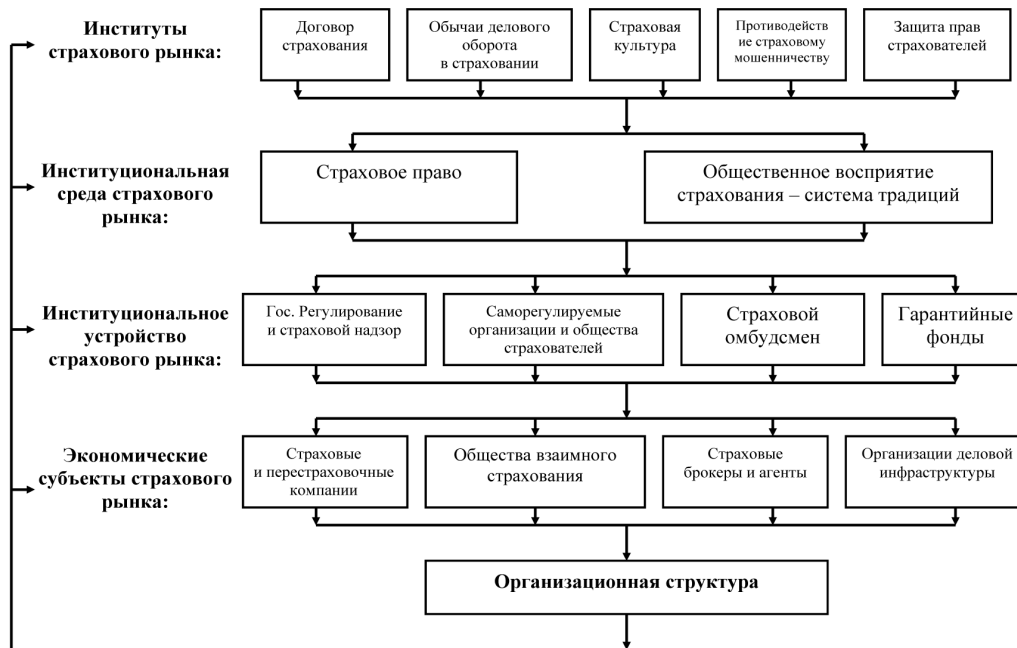 Институты
страхового рынка:
Договор
страхования
Обычаи делового
оборота
в страховании
Страховая
культура
Противодейств
ие страховому
мошенничеству
Защита прав
страхователей
Институциональная
среда страхового
рынка:
Страховое право
Общественное восприятие
страхования – система традиций
Институциональное
устройство
страхового рынка:
Гос. Регулирование
и страховой надзор
Саморегулируемые
организации и общества
страхователей
Страховой
омбудсмен
Гарантийные
фонды
Экономические
субъекты страхового
рынка:
Страховые
и перестраховочные
компании
Общества взаимного
страхования
Страховые
брокеры и агенты
Организации деловой
инфраструктуры
Организационная структура